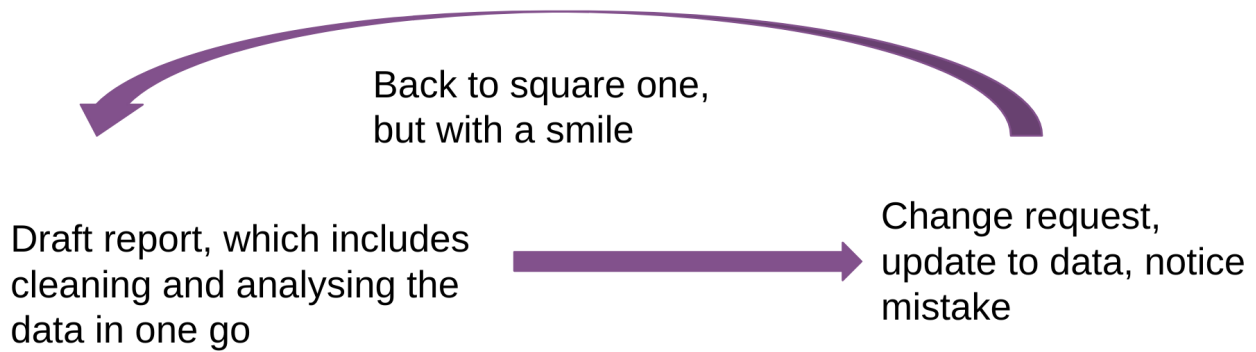 Back to square one,
but with a smile
Draft report, which includes
cleaning and analysing the
data in one go
Change request,
update to data, notice
mistake